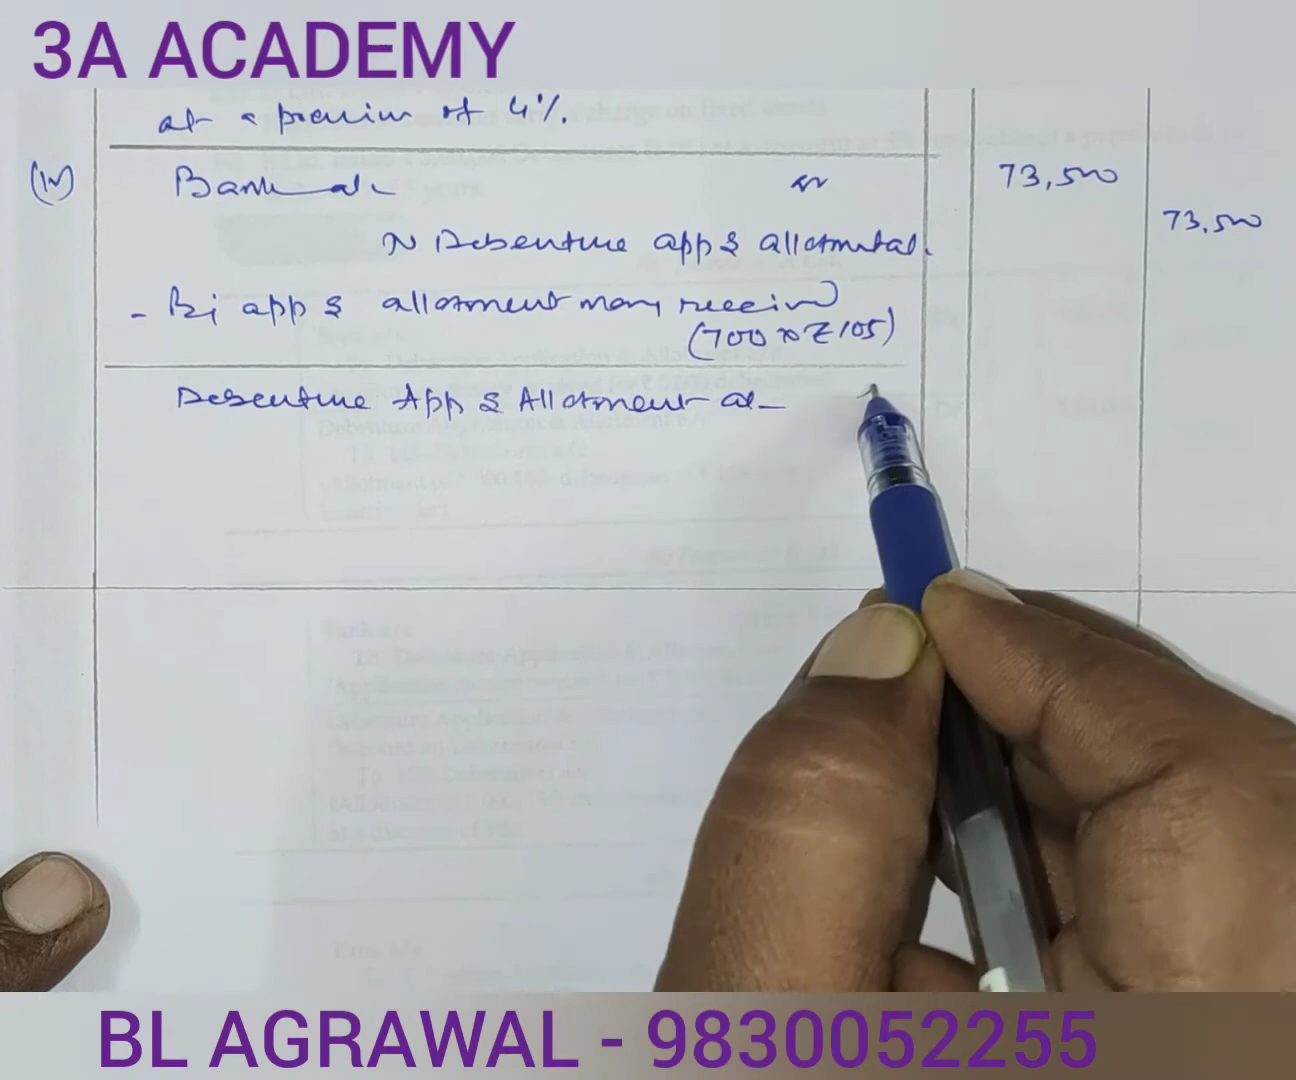 3A ACADEMY
at a premium of 4%.
(iv) Bank a/c Dr 73,500
To Debenture app & allotment a/c. 73,500
- Bi app & allotment money received
(700 x ₹105)
Debenture App & Allotment a/c
BL AGRAWAL - 9830052255